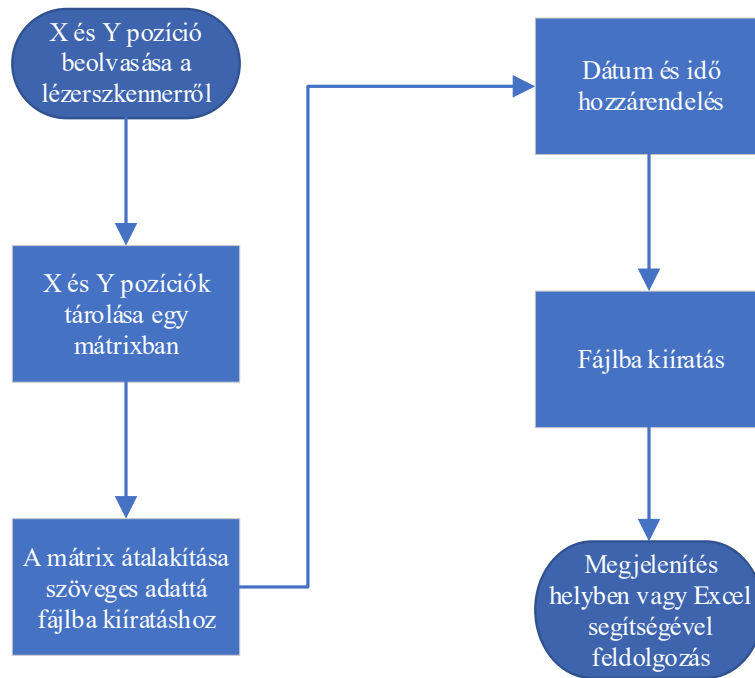 X és Y pozíció
beolvasása a
lézerszkennerről
X és Y pozíciók
tárolása egy
mátrixban
A mátrix átalakítása
szöveges adattá
fájlba kiíratáshoz
Dátum és idő
hozzárendelés
Fájlba kiíratás
Megjelenítés
helyben vagy Excel
segítségével
feldolgozás